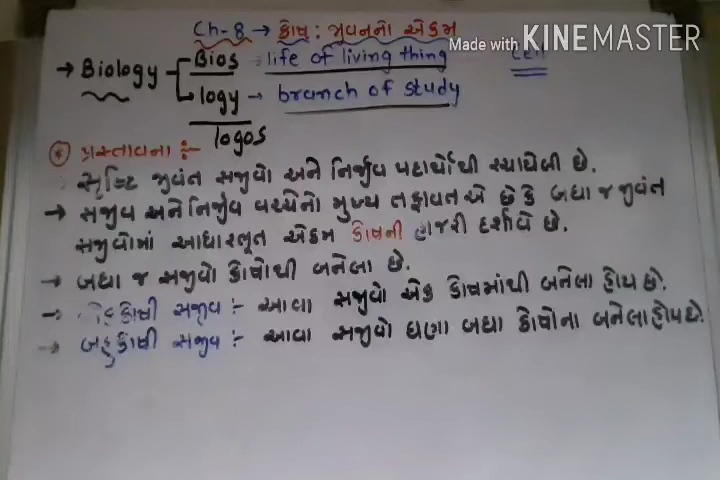 Ch-8 → કોષ : જીવનનો એકમ
Made with KINEMASTER
→ Biology Bios : life of living thing cell
logy → branch of study
logos
* પ્રસ્તાવના :-
સૃષ્ટિ જીવંત સજીવો અને નિર્જીવ પદાર્થોથી રચાયેલી છે.
→ સજીવ અને નિર્જીવ વચ્ચેનો મુખ્ય તફાવત એ છે કે બધા જ જીવંત
સજીવોમાં આધારભૂત એકમ કોષની હાજરી દર્શાવે છે.
→ બધા જ સજીવો કોષોથી બનેલા છે.
→ એકકોષી સજીવ :- આવા સજીવો એક કોષમાંથી બનેલા હોય છે.
→ બહુકોષી સજીવ :- આવા સજીવો ઘણા બધા કોષોના બનેલા હોય છે.